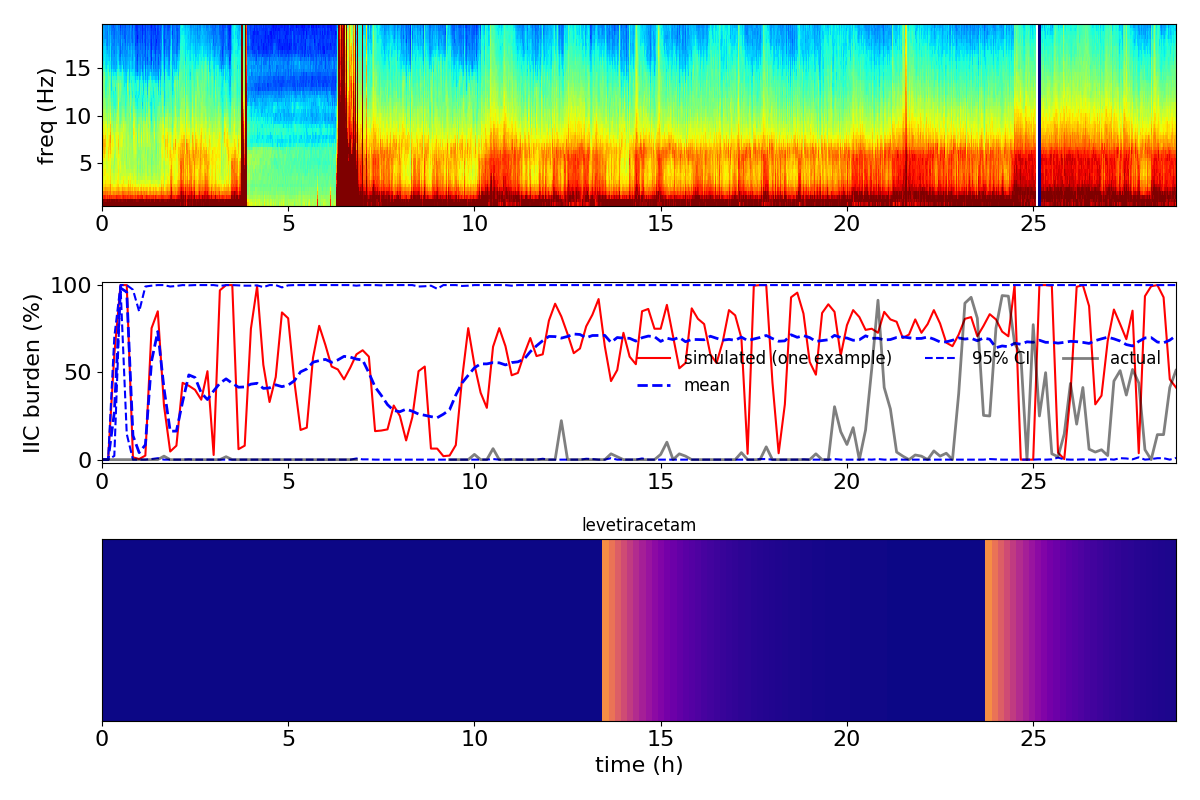 freq (Hz)
15
10
5
0 5 10 15 20 25
IIC burden (%)
100
50
0
simulated (one example) 95% CI actual
mean
0 5 10 15 20 25
levetiracetam
0 5 10 15 20 25
time (h)